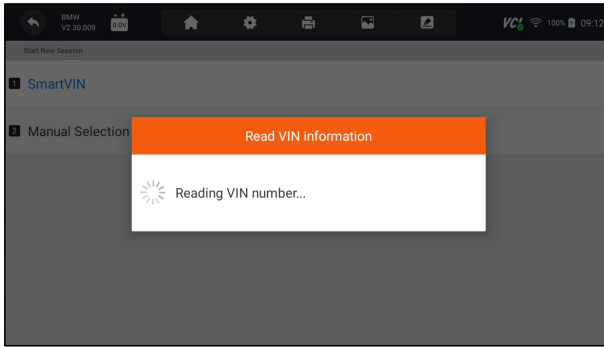 BMW
V2.30.009
0.0V
VCI 100% 09:12
Start New Session
1 SmartVIN
2 Manual Selection
Read VIN information
Reading VIN number...